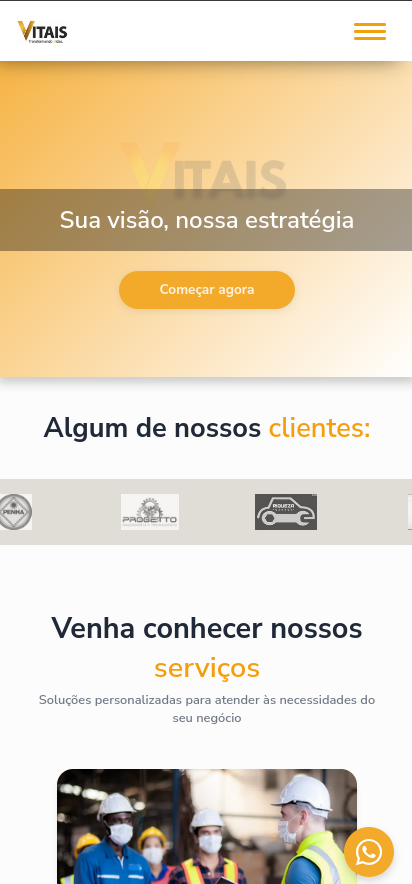 VITAIS
VITAIS
Sua visão, nossa estratégia
Começar agora
Algum de nossos clientes:
PENHA
PROGETTO
RIQUEZA
Venha conhecer nossos
serviços
Soluções personalizadas para atender às necessidades do
seu negócio